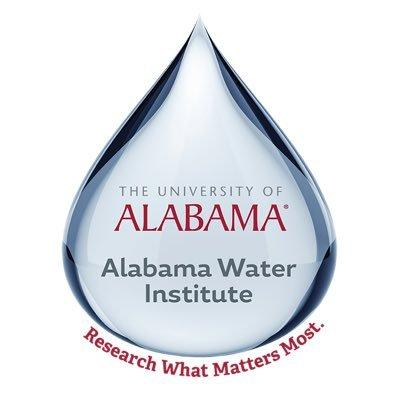 THE UNIVERSITY OF
ALABAMA®
Alabama Water
Institute
Research What Matters Most.